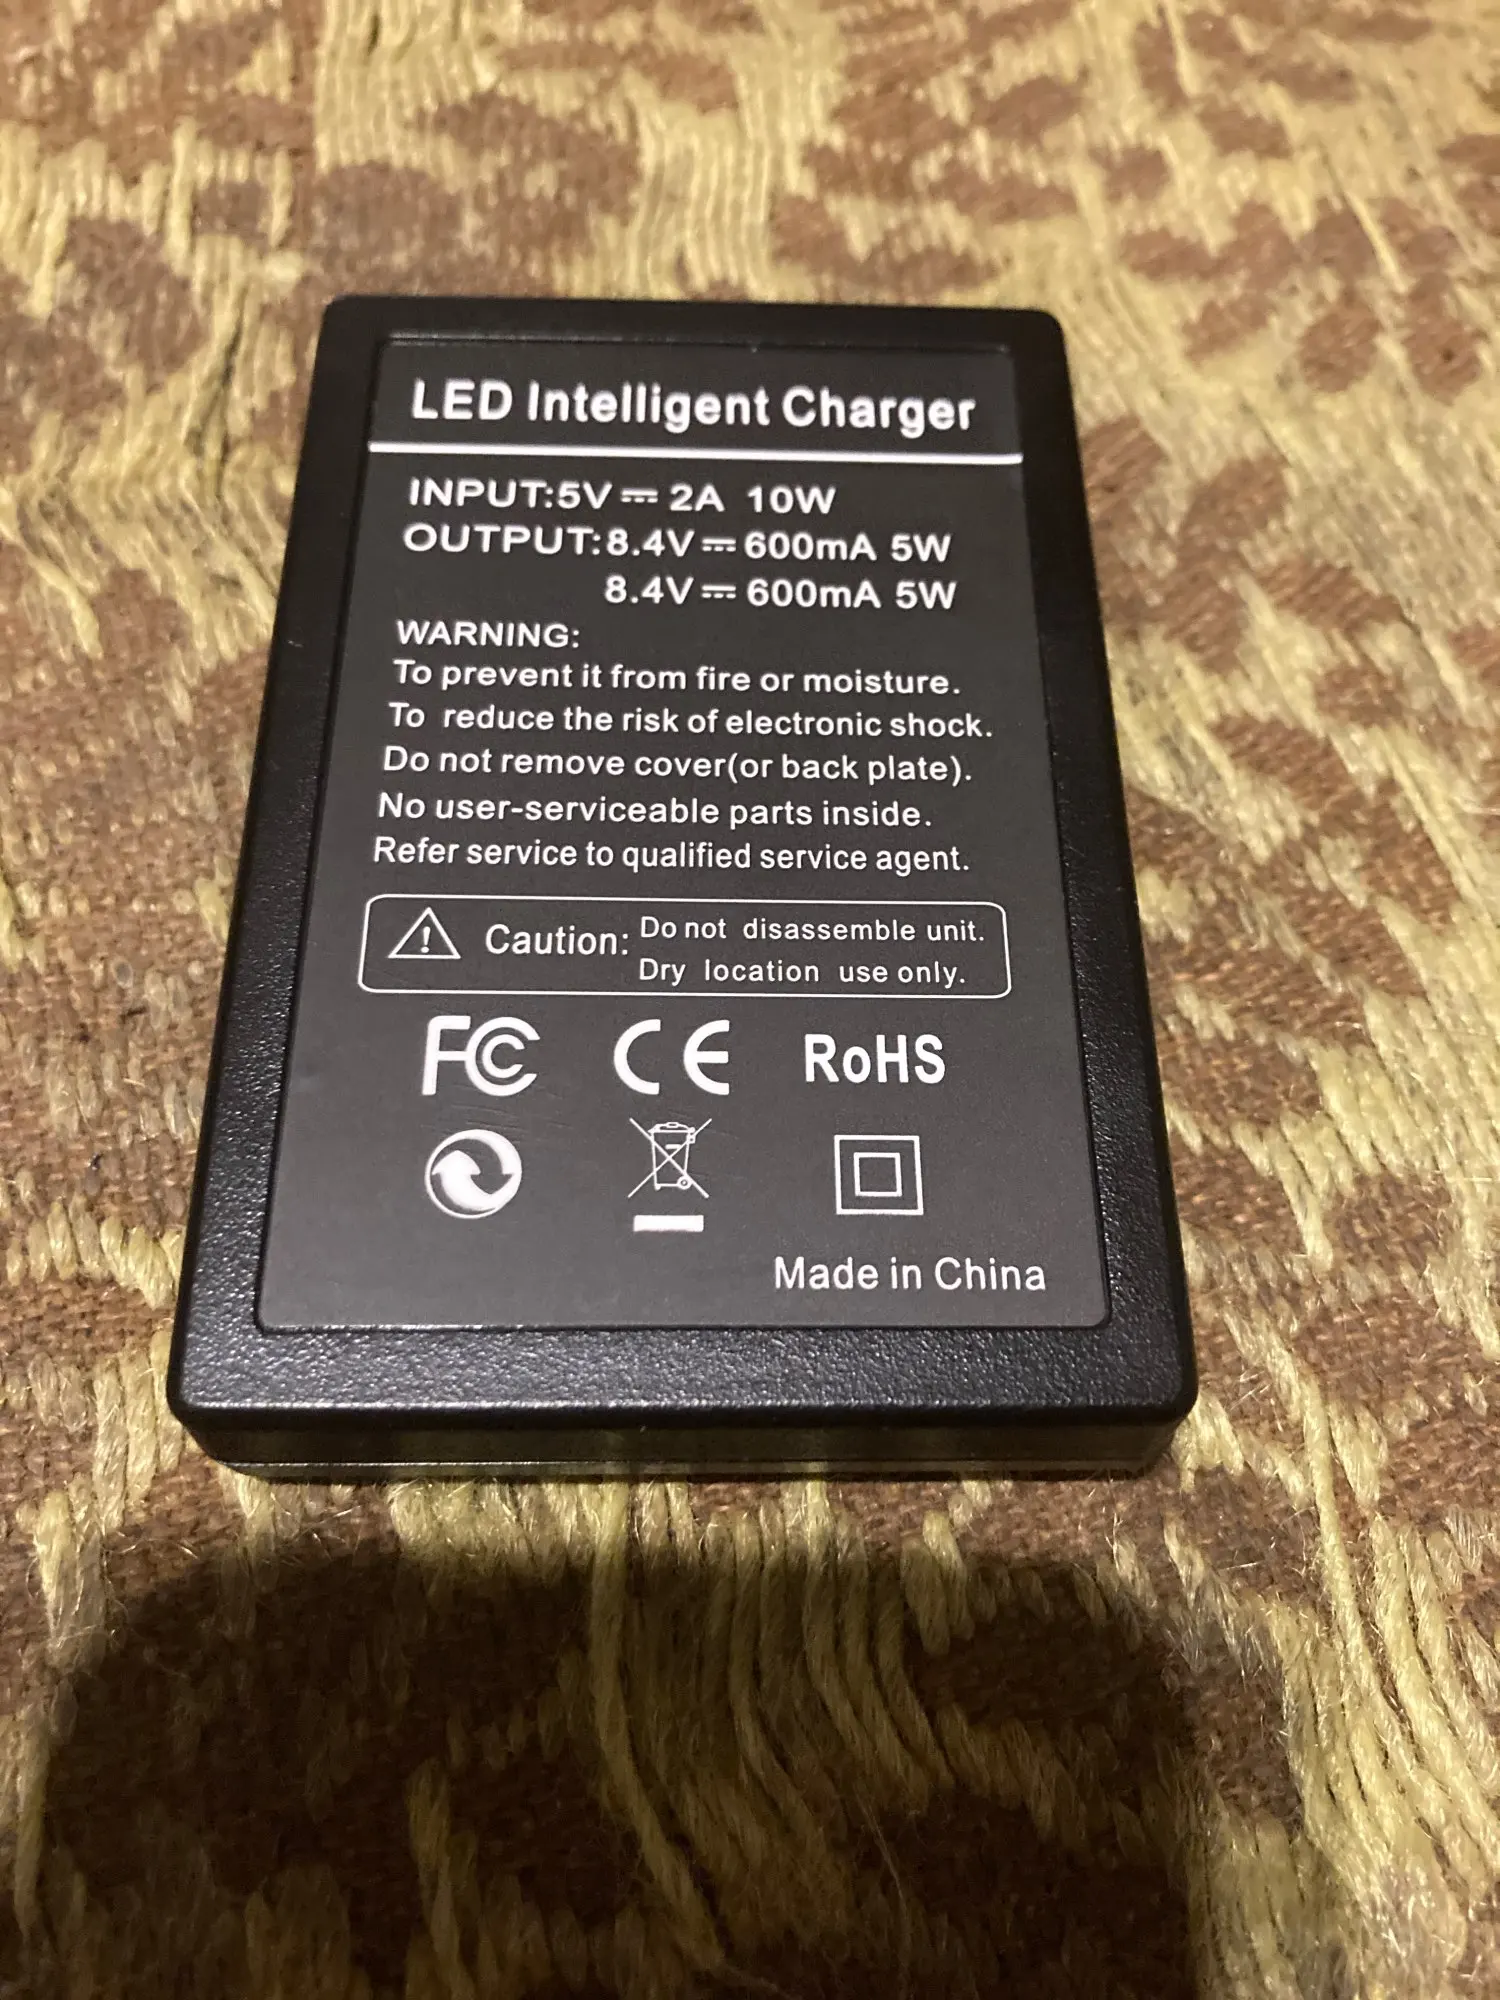 LED Intelligent Charger
INPUT:5V⎓2A 10W
OUTPUT:8.4V⎓600mA 5W
8.4V⎓600mA 5W
WARNING:
To prevent it from fire or moisture.
To reduce the risk of electronic shock.
Do not remove cover(or back plate).
No user-serviceable parts inside.
Refer service to qualified service agent.
Caution: Do not disassemble unit.
Dry location use only.
FC CE RoHS
Made in China